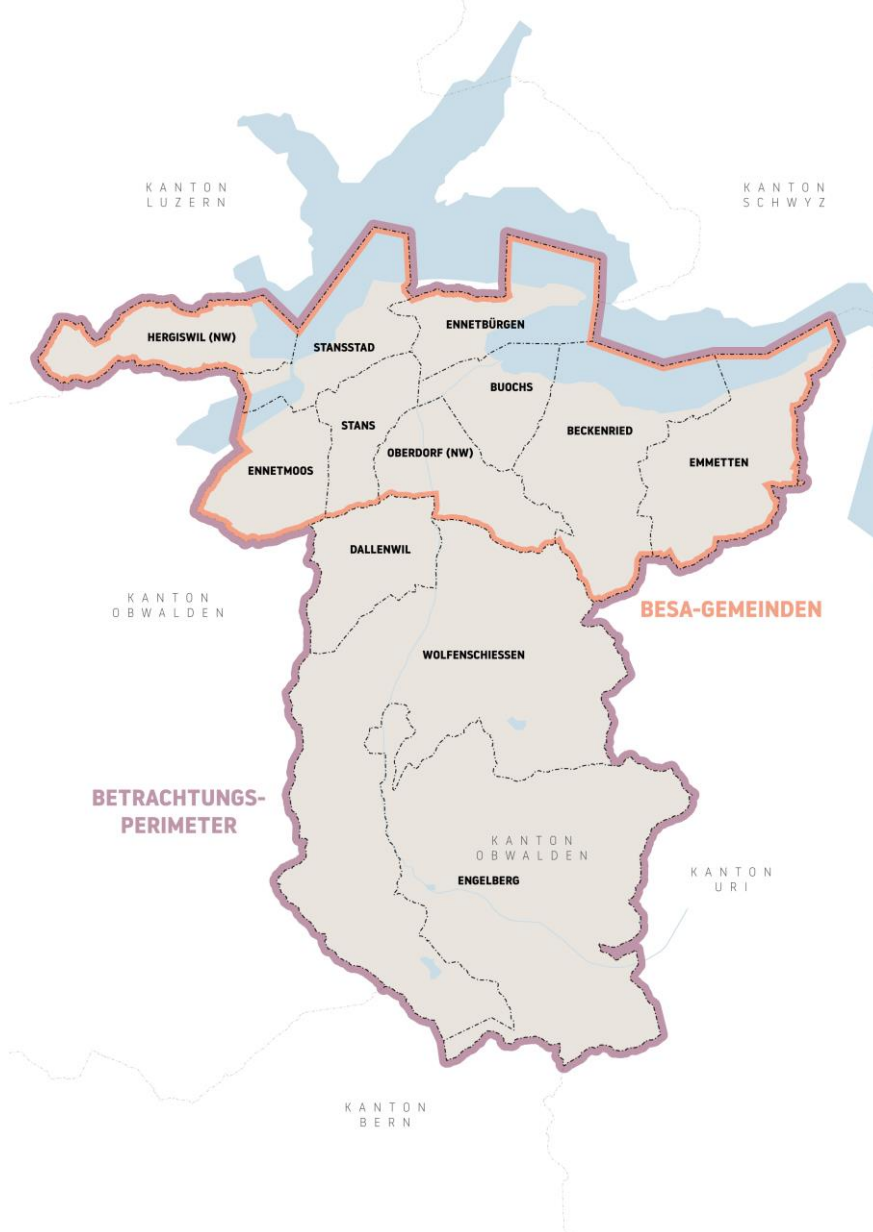 KANTON
LUZERN
KANTON
SCHWYZ
ENNETBÜRGEN
HERGISWIL (NW)
STANSSTAD
BUOCHS
STANS
BECKENRIED
OBERDORF (NW)
EMMETTEN
ENNETMOOS
DALLENWIL
KANTON
OBWALDEN
BESA-GEMEINDEN
WOLFENSCHIESSEN
BETRACHTUNGS-
PERIMETER
KANTON
OBWALDEN
KANTON
URI
ENGELBERG
KANTON
BERN